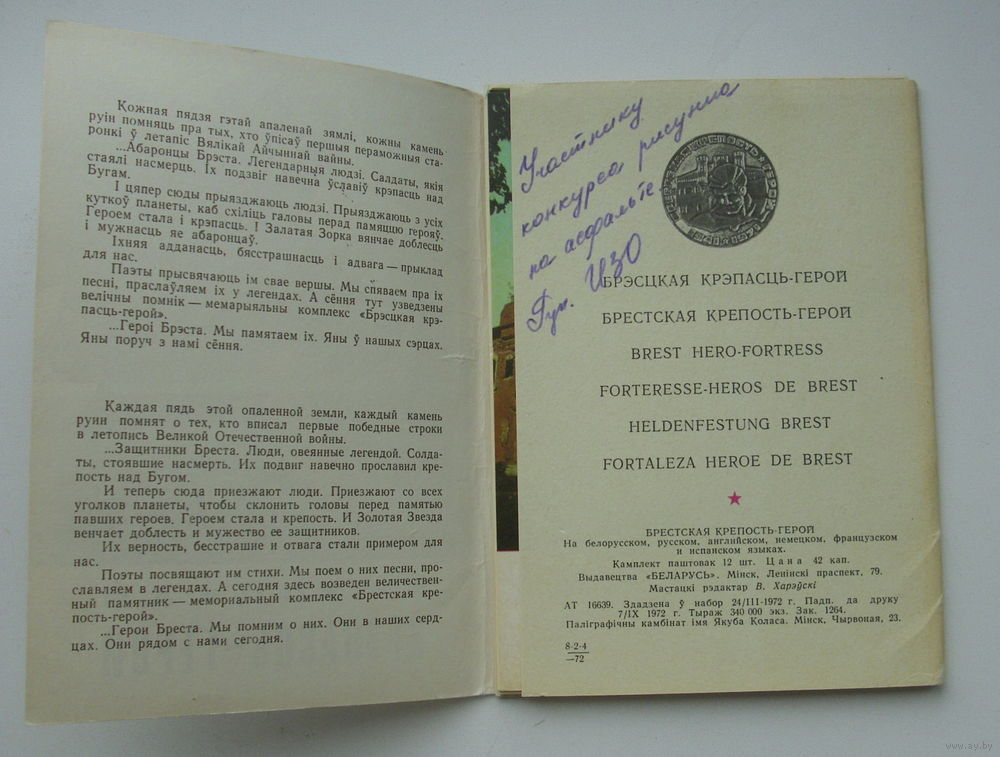 Кожная пядзя гэтай апаленай зямлі, кожны камень
руін помняць пра тых, хто ўпісаў першыя пераможныя ста-
ронкі ў летапіс Вялікай Айчыннай вайны.
...Абаронцы Брэста. Легендарныя людзі. Салдаты, якія
стаялі насмерць. Іх подзвіг навечна ўславіў крэпасць над
Бугам.
І цяпер сюды прыязджаюць людзі. Прыязджаюць з усіх
куткоў планеты, каб схіліць галовы перад памяццю герояў.
Героем стала і крэпасць. І Залатая Зорка вянчае доблесць
і мужнасць яе абаронцаў.
Іхняя адданасць, бясстрашнасць і адвага — прыклад
для нас.
Паэты прысвячаюць ім свае вершы. Мы спяваем пра іх
песні, праслаўляем іх у легендах. А сёння тут узведзены
велічны помнік — мемарыяльны комплекс «Брэсцкая крэ-
пасць-герой».
...Героі Брэста. Мы памятаем іх. Яны ў нашых сэрцах.
Яны поруч з намі сёння.
Каждая пядь этой опаленной земли, каждый камень
руин помнят о тех, кто вписал первые победные строки
в летопись Великой Отечественной войны.
...Защитники Бреста. Люди, овеянные легендой. Солда-
ты, стоявшие насмерть. Их подвиг навечно прославил кре-
пость над Бугом.
И теперь сюда приезжают люди. Приезжают со всех
уголков планеты, чтобы склонить головы перед памятью
павших героев. Героем стала и крепость. И Золотая Звезда
венчает доблесть и мужество ее защитников.
Их верность, бесстрашие и отвага стали примером для
нас.
Поэты посвящают им стихи. Мы поем о них песни, про-
славляем в легендах. А сегодня здесь возведен величествен-
ный памятник — мемориальный комплекс «Брестская кре-
пость-герой».
...Герои Бреста. Мы помним о них. Они в наших серд-
цах. Они рядом с нами сегодня.
Участнику
конкурса рисунка
на асфальте.
ИЗО
БРЭСЦКАЯ КРЭПАСЦЬ-ГЕРОЙ
БРЕСТСКАЯ КРЕПОСТЬ-ГЕРОЙ
BREST HERO-FORTRESS
FORTERESSE-HEROS DE BREST
HELDENFESTUNG BREST
FORTALEZA HEROE DE BREST
БРЕСТСКАЯ КРЕПОСТЬ-ГЕРОЙ
На белорусском, русском, английском, немецком, французском
и испанском языках.
Камплект паштовак 12 шт. Цана 42 кап.
Выдавецтва «БЕЛАРУСЬ». Мінск, Ленінскі праспект, 79.
Мастацкі рэдактар В. Харэўскі
АТ 16639. Здадзена ў набор 24/III-1972 г. Падп. да друку
7/IX 1972 г. Тыраж 340 000 экз. Зак. 1264.
Паліграфічны камбінат імя Якуба Коласа. Мінск, Чырвоная, 23.
8-2-4
—72
www.ay.by